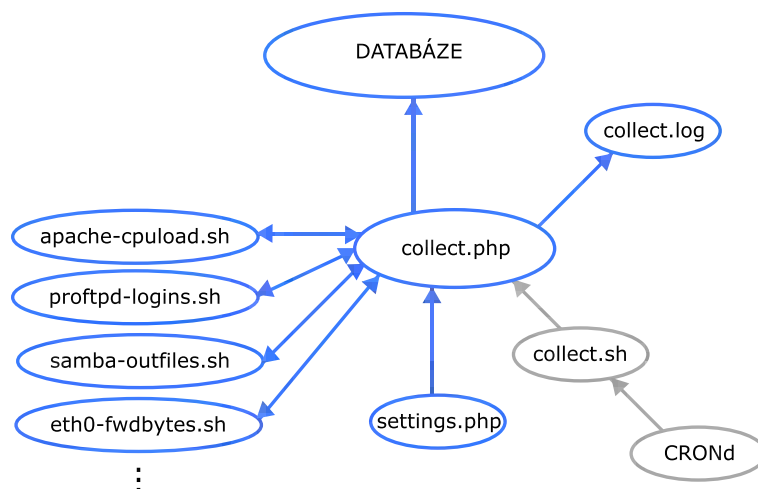 DATABÁZE
collect.log
apache-cpuload.sh
collect.php
proftpd-logins.sh
samba-outfiles.sh
collect.sh
eth0-fwdbytes.sh
settings.php
CRONd
⋮